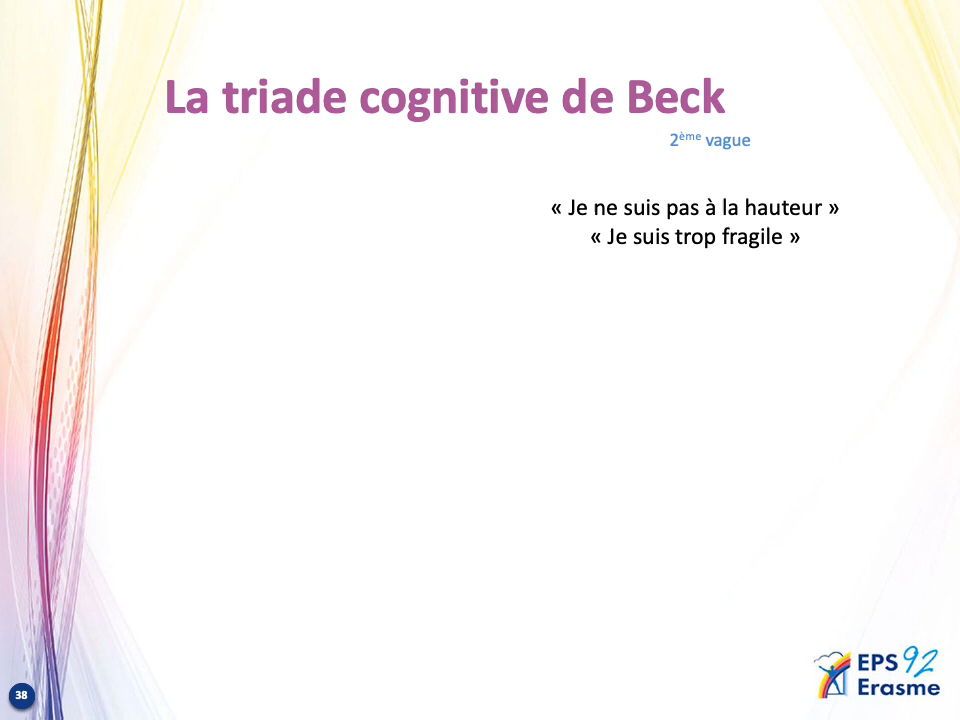 La triade cognitive de Beck
2ème vague
« Je ne suis pas à la hauteur »
« Je suis trop fragile »
EPS 92
Erasme
38